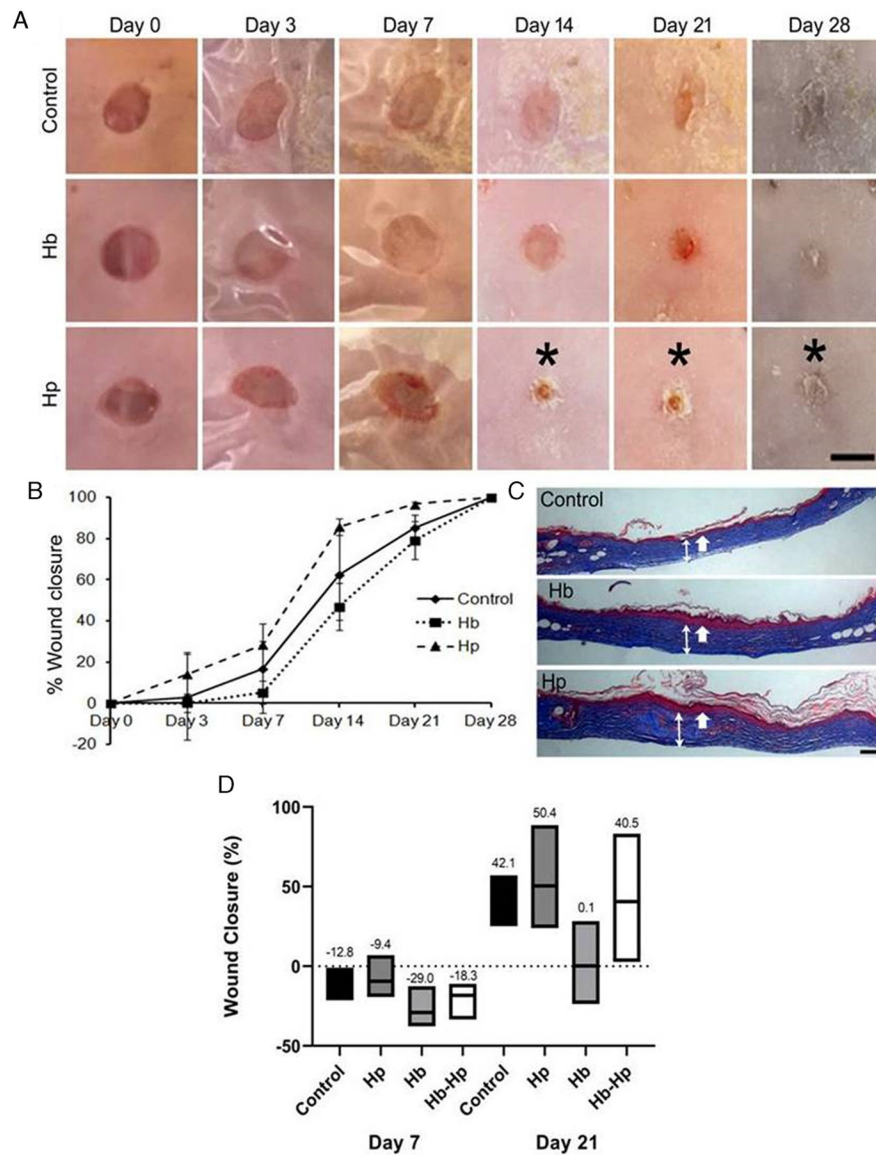 A
Day 0 Day 3 Day 7 Day 14 Day 21 Day 28
Control
Hb
Hp
* * *
B
100
80
60
40
20
0
-20
% Wound closure
Day 0 Day 3 Day 7 Day 14 Day 21 Day 28
Control
Hb
Hp
C
Control
Hb
Hp
D
100
50
0
-50
Wound Closure (%)
-12.8 -9.4 -29.0 -18.3 42.1 50.4 0.1 40.5
Control Hp Hb Hb-Hp Control Hp Hb Hb-Hp
Day 7 Day 21